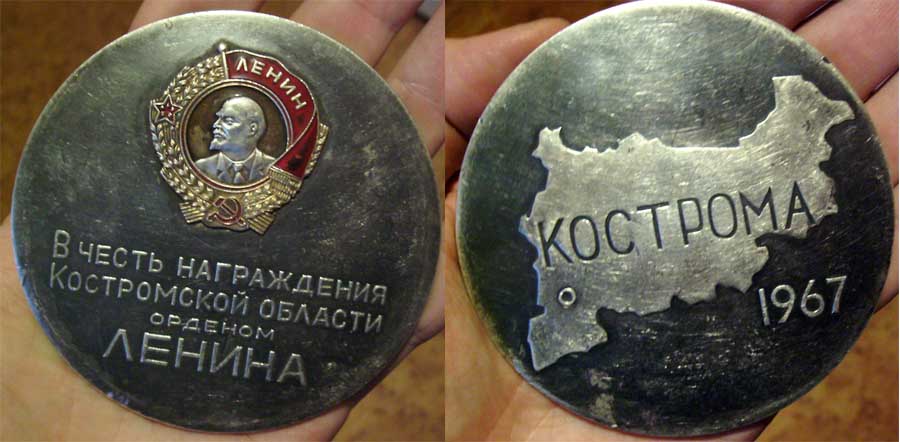 ЛЕНИН
В ЧЕСТЬ НАГРАЖДЕНИЯ
КОСТРОМСКОЙ ОБЛАСТИ
ОРДЕНОМ
ЛЕНИНА
КОСТРОМА
1967